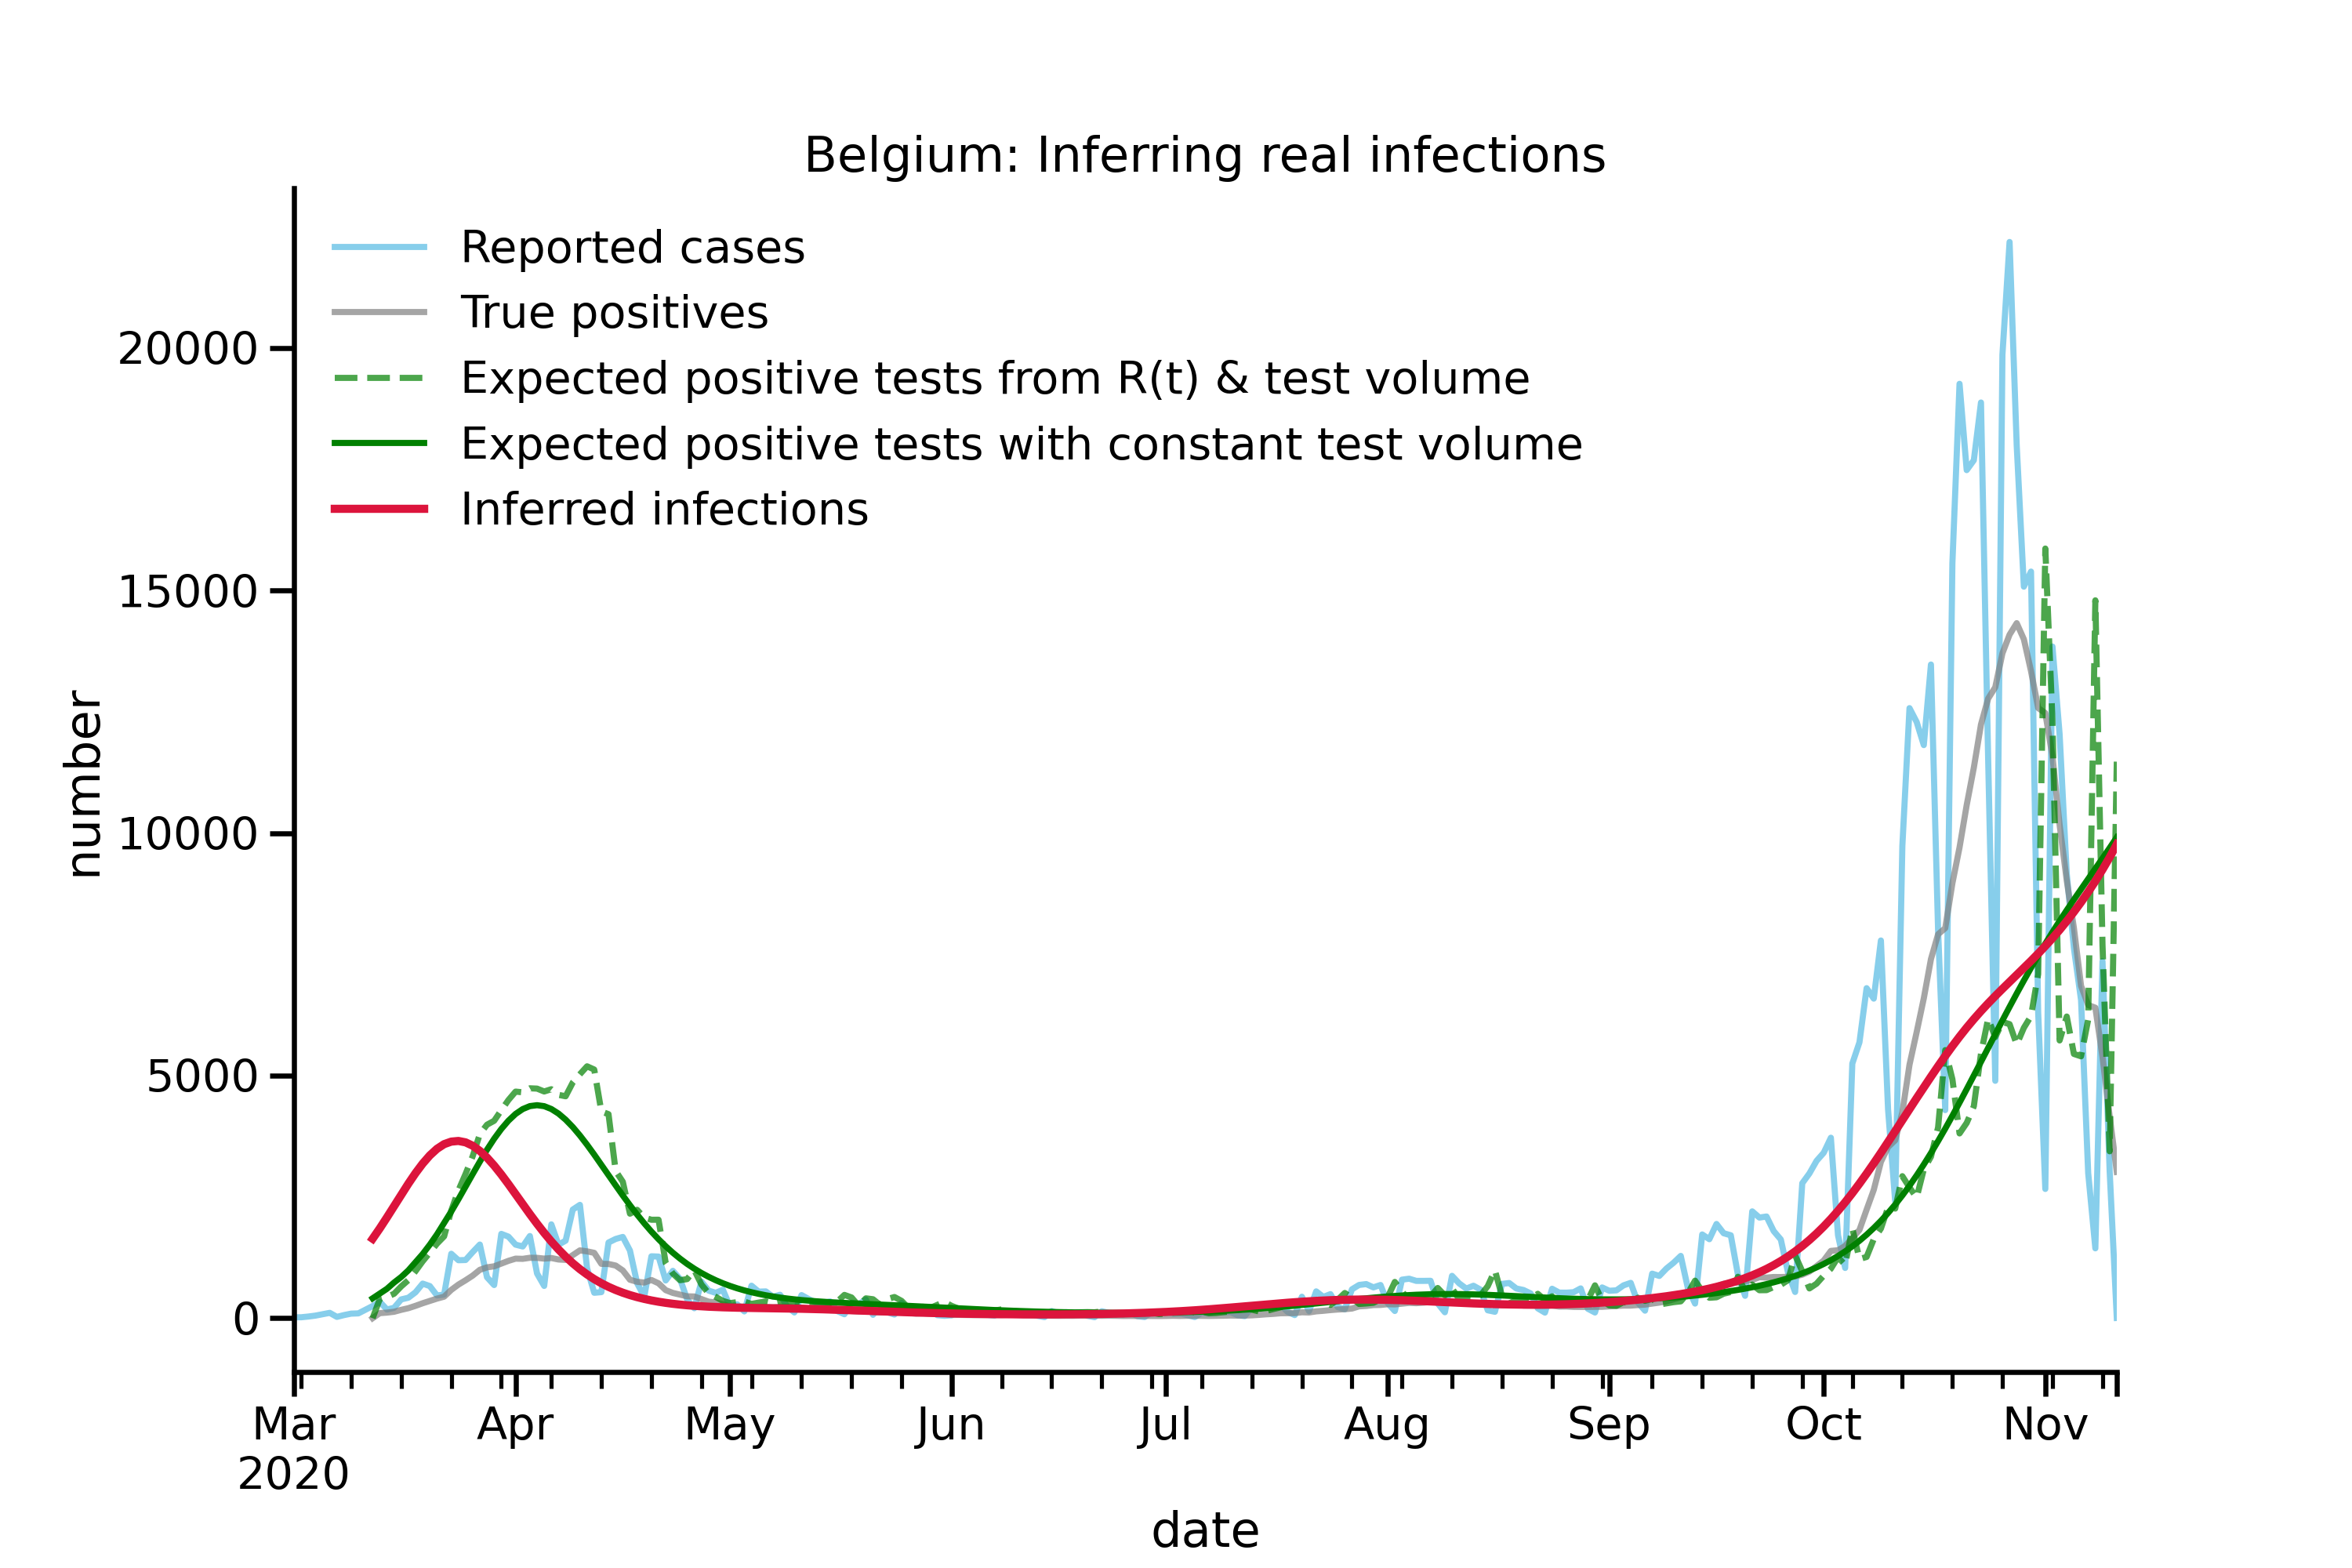 Belgium: Inferring real infections
Reported cases
True positives
Expected positive tests from R(t) & test volume
Expected positive tests with constant test volume
Inferred infections
number
20000
15000
10000
5000
0
Mar Apr May Jun Jul Aug Sep Oct Nov
2020
date